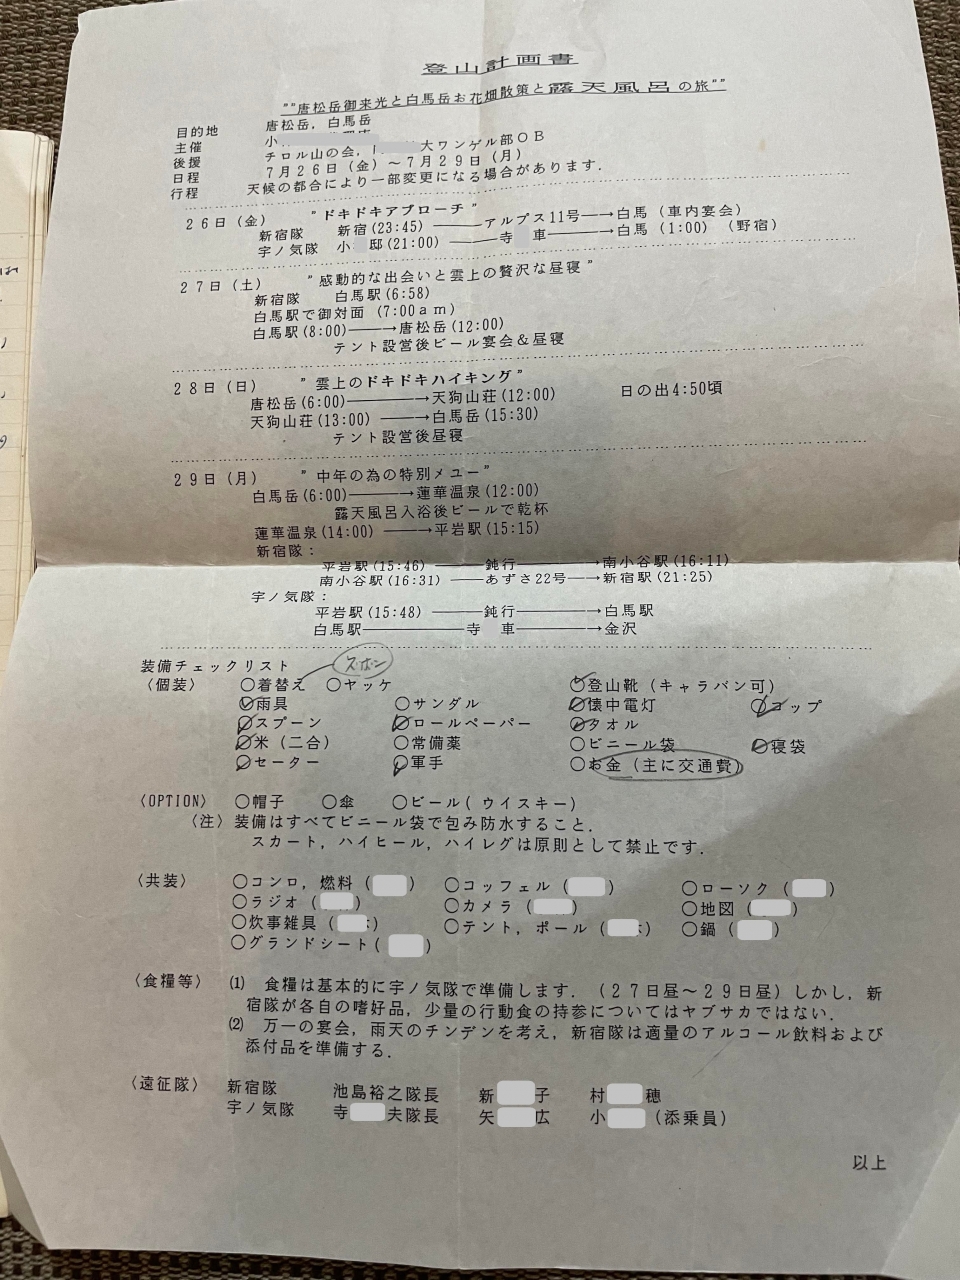 登山計画書
""唐松岳御来光と白馬岳お花畑散策と露天風呂の旅""
目的地 唐松岳，白馬岳
主催 小
後援 チロル山の会， 大ワンゲル部OB
日程 7月26日（金）～7月29日（月）
行程 天候の都合により一部変更になる場合があります．
26日（金） ”ドキドキアプローチ”
新宿隊 新宿(23:45) ───アルプス11号─→白馬（車内宴会）
宇ノ気隊 小 邸(21:00) ───寺 車───→白馬（1:00）（野宿）
27日（土） ”感動的な出会いと雲上の贅沢な昼寝”
新宿隊 白馬駅(6:58)
白馬駅で御対面（7:00am）
白馬駅(8:00)───→唐松岳(12:00)
テント設営後ビール宴会＆昼寝
28日（日） ”雲上のドキドキハイキング”
唐松岳(6:00)─────→天狗山荘(12:00) 日の出4:50頃
天狗山荘(13:00) ───→白馬岳(15:30)
テント設営後昼寝
29日（月） ”中年の為の特別メユー”
白馬岳(6:00)────→蓮華温泉(12:00)
露天風呂入浴後ビールで乾杯
蓮華温泉(14:00) ───→平岩駅(15:15)
新宿隊：
平岩駅(15:46) ───鈍行─────→南小谷駅(16:11)
南小谷駅(16:31) ───あずさ22号─→新宿駅(21:25)
宇ノ気隊：
平岩駅(15:48) ───鈍行─────→白馬駅
白馬駅───────寺 車─────→金沢
装備チェックリスト ズボン
〈個装〉 ○着替え ○ヤッケ ○登山靴（キャラバン可）
○雨具 ○サンダル ○懐中電灯 ○コップ
○スプーン ○ロールペーパー ○タオル
○米（二合） ○常備薬 ○ビニール袋 ○寝袋
○セーター ○軍手 ○お金（主に交通費）
〈OPTION〉 ○帽子 ○傘 ○ビール( ウイスキー)
〈注〉装備はすべてビニール袋で包み防水すること．
スカート，ハイヒール，ハイレグは原則として禁止です．
〈共装〉 ○コンロ，燃料（ ） ○コッフェル（ ） ○ローソク（ ）
○ラジオ（ ） ○カメラ（ ） ○地図（ ）
○炊事雑具（ ） ○テント，ポール（ ） ○鍋（ ）
○グランドシート( )
〈食糧等〉 (1) 食糧は基本的に宇ノ気隊で準備します．（27日昼～29日昼）しかし，新
宿隊が各自の嗜好品，少量の行動食の持参についてはヤブサカではない．
(2) 万一の宴会，雨天のチンデンを考え，新宿隊は適量のアルコール飲料および
添付品を準備する．
〈遠征隊〉 新宿隊 池島裕之隊長 新 子 村 穂
宇ノ気隊 寺 夫隊長 矢 広 小 （添乗員）
以上